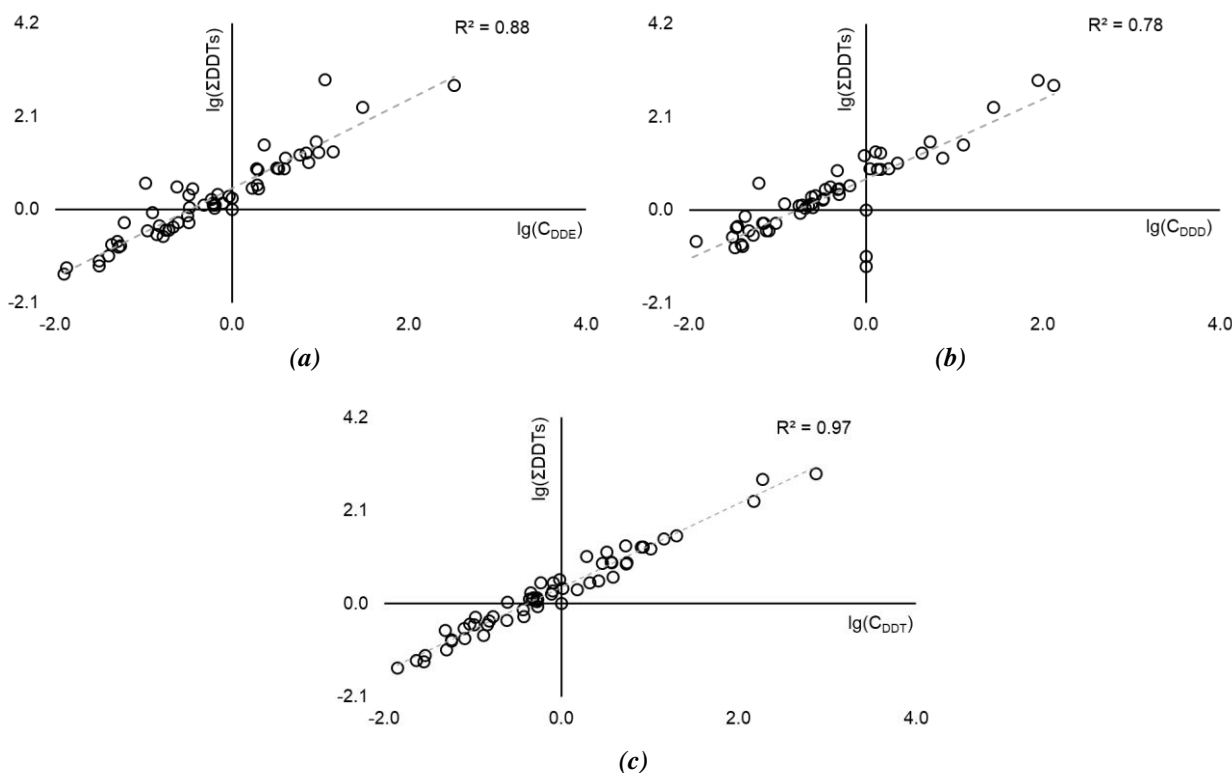 4.2
lg(ΣDDTs)
R² = 0.88
2.1
0.0
lg(C_DDE)
-2.1
-2.0 0.0 2.0 4.0
(a)
4.2
lg(ΣDDTs)
R² = 0.78
2.1
0.0
lg(C_DDD)
-2.1
-2.0 0.0 2.0 4.0
(b)
4.2
lg(ΣDDTs)
R² = 0.97
2.1
0.0
lg(C_DDT)
-2.1
-2.0 0.0 2.0 4.0
(c)